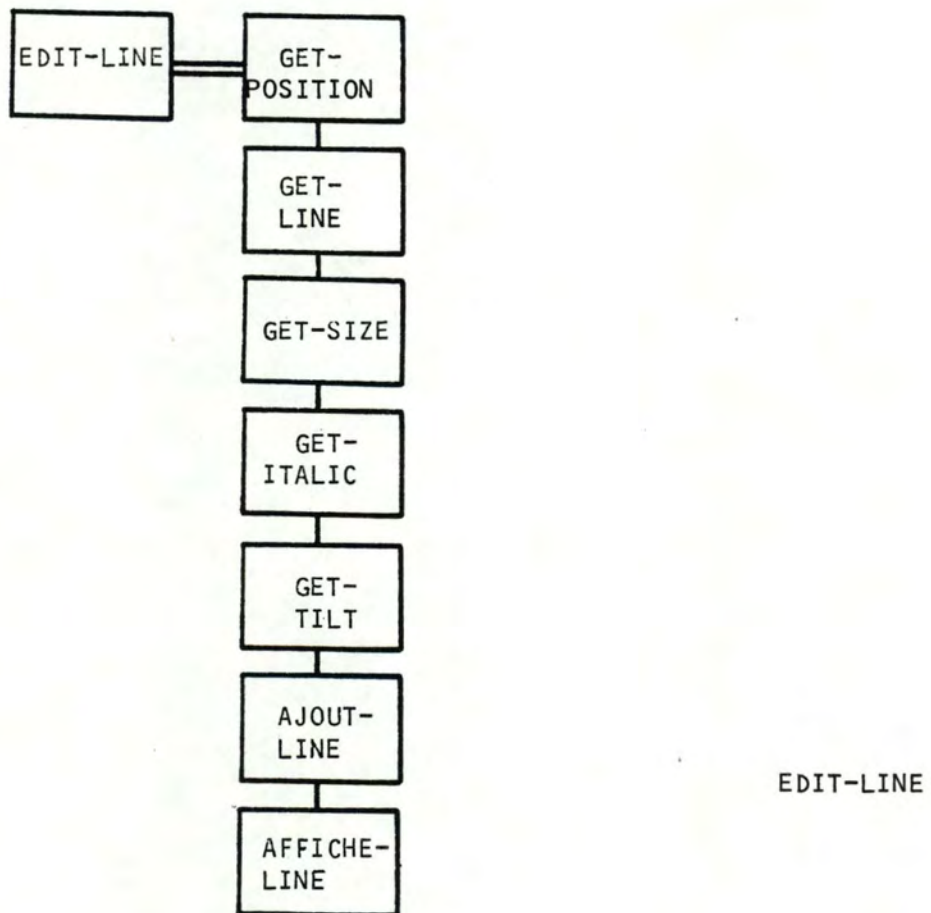 EDIT-LINE
GET-
POSITION
GET-
LINE
GET-SIZE
GET-
ITALIC
GET-
TILT
AJOUT-
LINE
EDIT-LINE
AFFICHE-
LINE